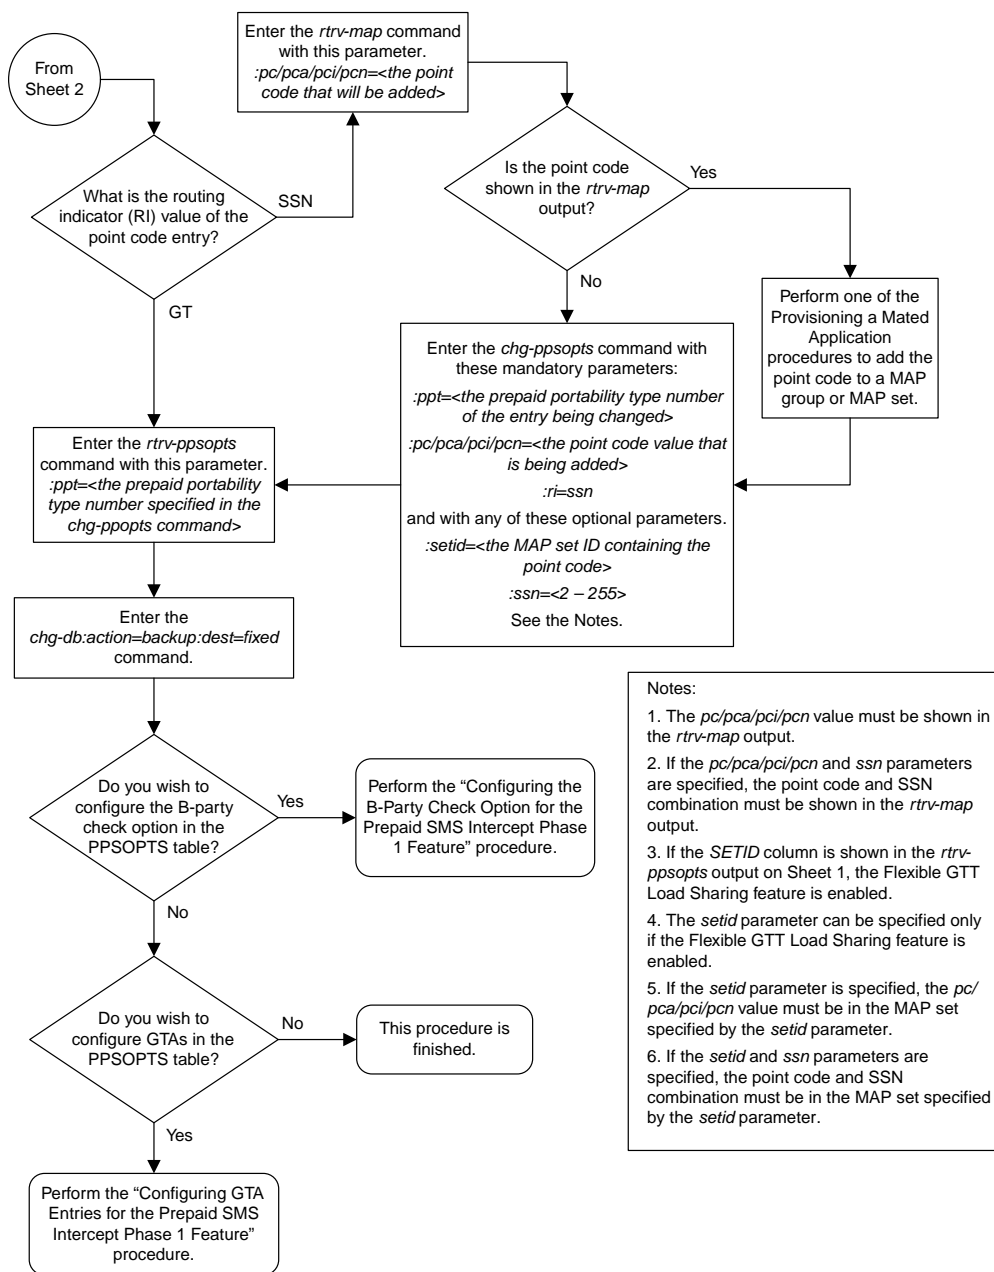 From
Sheet 2
Enter the rtrv-map command
with this parameter.
:pc/pca/pci/pcn=<the point
code that will be added>
What is the routing
indicator (RI) value of the
point code entry?
SSN
GT
Is the point code
shown in the rtrv-map
output?
Yes
No
Perform one of the
Provisioning a Mated
Application
procedures to add the
point code to a MAP
group or MAP set.
Enter the chg-ppsopts command with
these mandatory parameters:
:ppt=<the prepaid portability type number
of the entry being changed>
:pc/pca/pci/pcn=<the point code value that
is being added>
:ri=ssn
and with any of these optional parameters.
:setid=<the MAP set ID containing the
point code>
:ssn=<2 – 255>
See the Notes.
Enter the rtrv-ppsopts
command with this parameter.
:ppt=<the prepaid portability
type number specified in the
chg-ppopts command>
Enter the
chg-db:action=backup:dest=fixed
command.
Do you wish to
configure the B-party
check option in the
PPSOPTS table?
Yes
No
Perform the “Configuring the
B-Party Check Option for the
Prepaid SMS Intercept Phase
1 Feature” procedure.
Do you wish to
configure GTAs in the
PPSOPTS table?
No
Yes
This procedure is
finished.
Perform the “Configuring GTA
Entries for the Prepaid SMS
Intercept Phase 1 Feature”
procedure.
Notes:
1. The pc/pca/pci/pcn value must be shown in
the rtrv-map output.
2. If the pc/pca/pci/pcn and ssn parameters
are specified, the point code and SSN
combination must be shown in the rtrv-map
output.
3. If the SETID column is shown in the rtrv-
ppsopts output on Sheet 1, the Flexible GTT
Load Sharing feature is enabled.
4. The setid parameter can be specified only
if the Flexible GTT Load Sharing feature is
enabled.
5. If the setid parameter is specified, the pc/
pca/pci/pcn value must be in the MAP set
specified by the setid parameter.
6. If the setid and ssn parameters are
specified, the point code and SSN
combination must be in the MAP set specified
by the setid parameter.